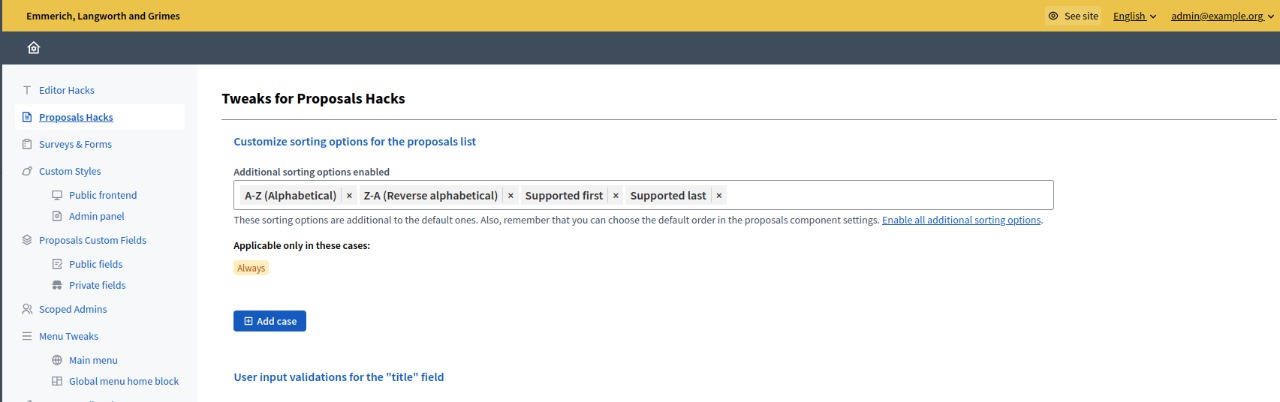 Emmerich, Langworth and Grimes
See site
English
admin@example.org
Editor Hacks
Proposals Hacks
Surveys & Forms
Custom Styles
Public frontend
Admin panel
Proposals Custom Fields
Public fields
Private fields
Scoped Admins
Menu Tweaks
Main menu
Global menu home block
Tweaks for Proposals Hacks
Customize sorting options for the proposals list
Additional sorting options enabled
A-Z (Alphabetical) × Z-A (Reverse alphabetical) × Supported first × Supported last ×
These sorting options are additional to the default ones. Also, remember that you can choose the default order in the proposals component settings. Enable all additional sorting options.
Applicable only in these cases:
Always
Add case
User input validations for the "title" field